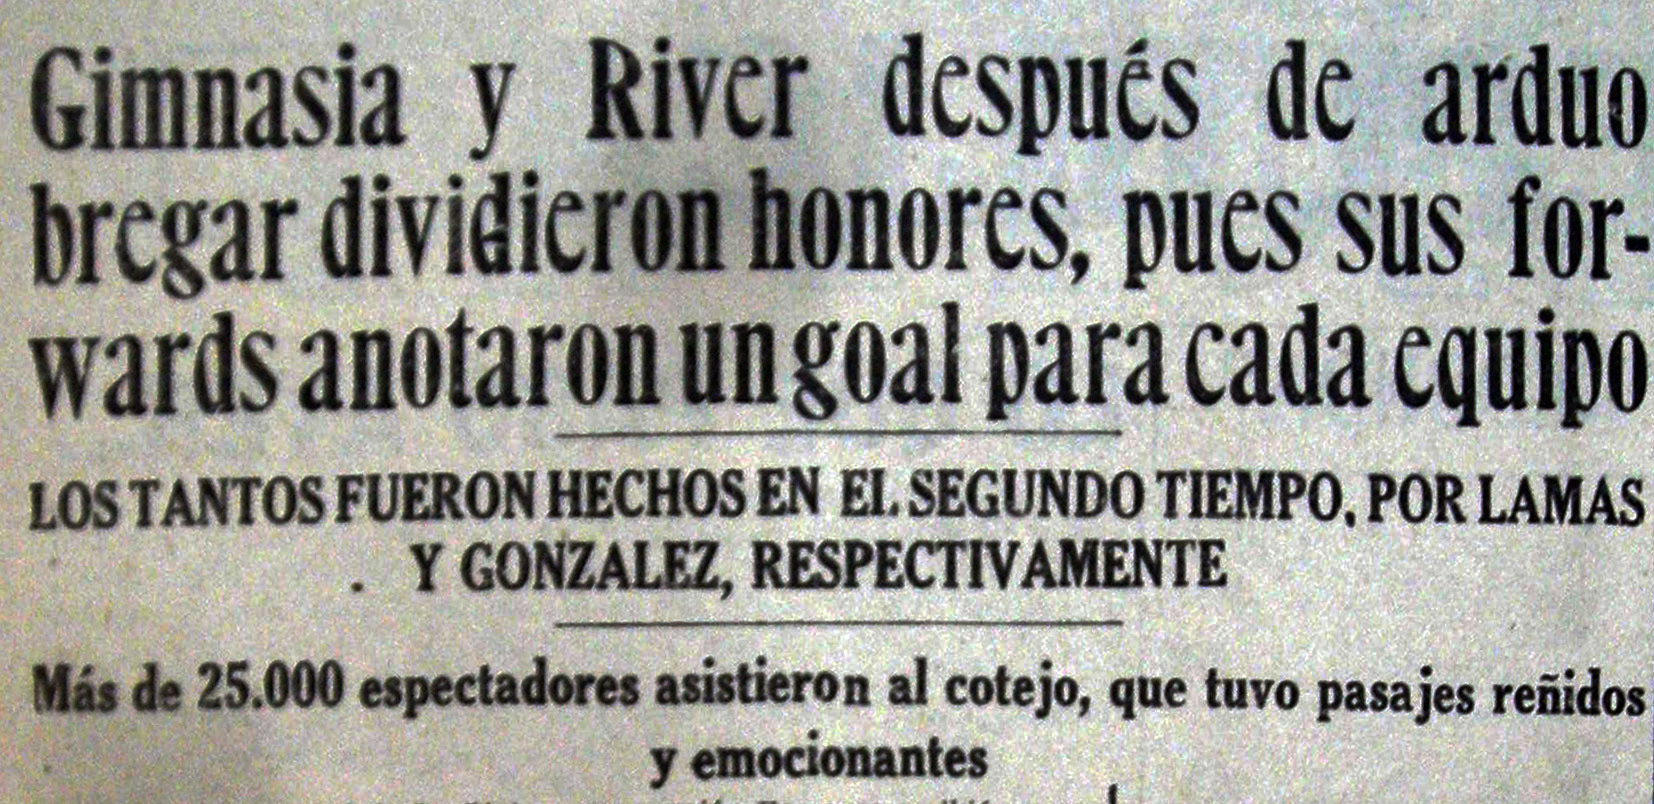 Gimnasia y River después de arduo
bregar dividieron honores, pues sus for-
wards anotaron un goal para cada equipo
LOS TANTOS FUERON HECHOS EN EL SEGUNDO TIEMPO, POR LAMAS
Y GONZALEZ, RESPECTIVAMENTE
Más de 25.000 espectadores asistieron al cotejo, que tuvo pasajes reñidos
y emocionantes